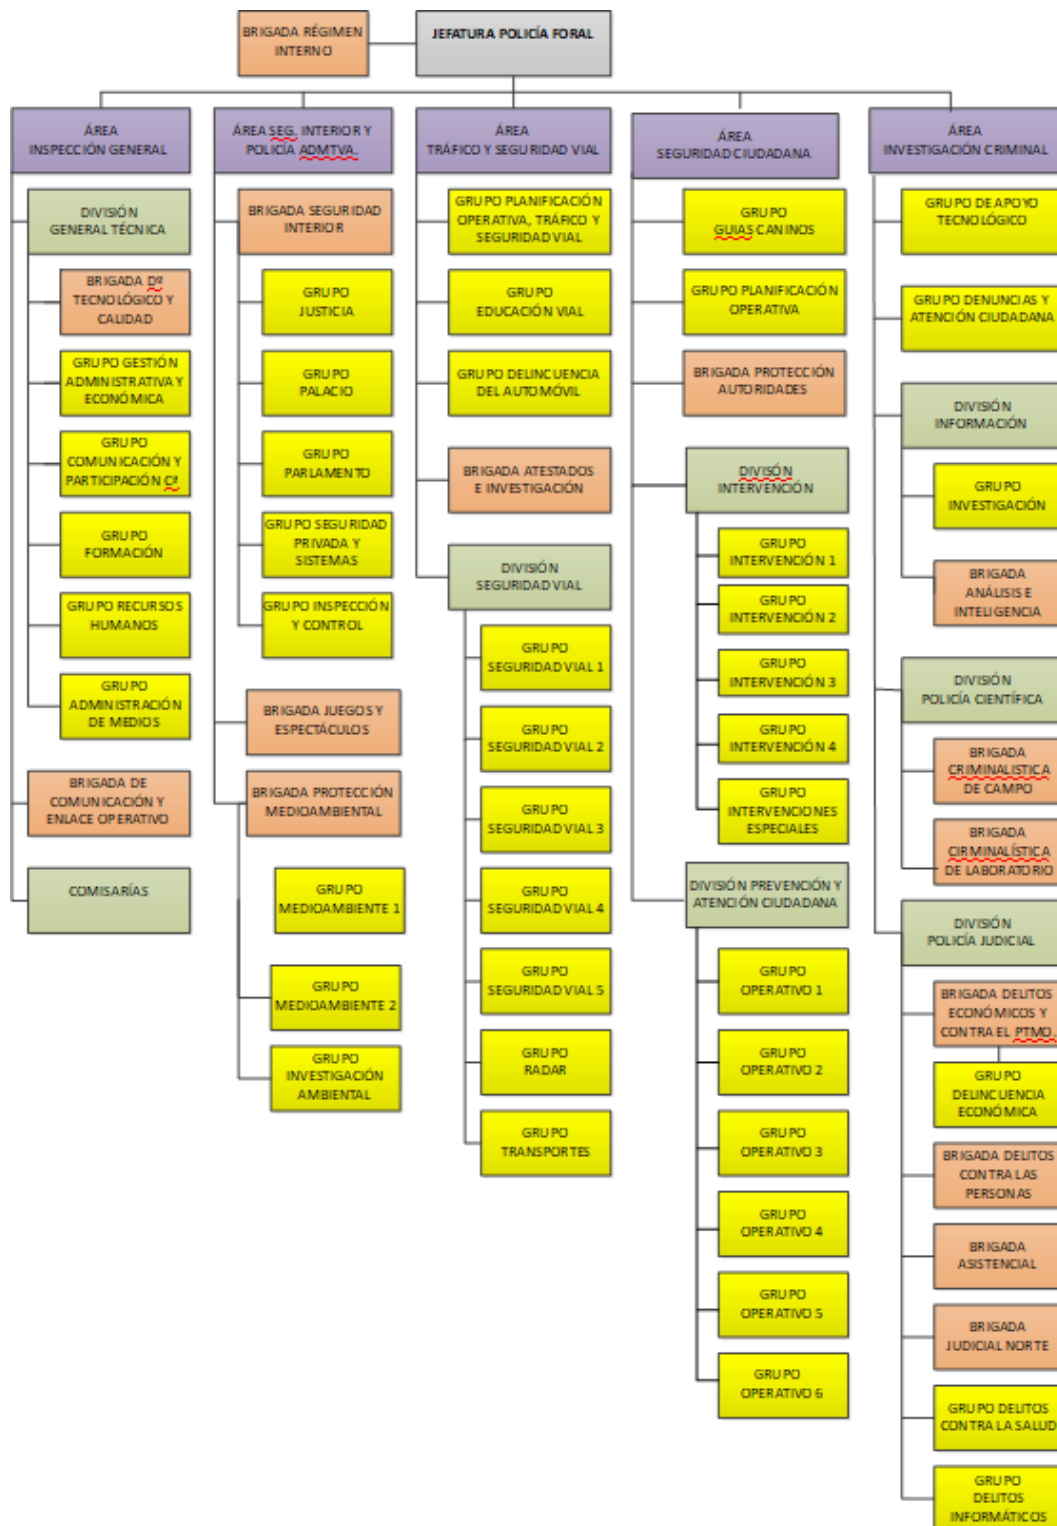 BRIGADA RÉGIMEN
INTERNO
JEFATURA POLICÍA FORAL
ÁREA
INSPECCIÓN GENERAL
DIVISIÓN
GENERAL TÉCNICA
BRIGADA Dº
TECNOLÓGICO Y
CALIDAD
GRUPO GESTIÓN
ADMINISTRATIVA Y
ECONÓMICA
GRUPO
COMUNICACIÓN Y
PARTICIPACIÓN Cª
GRUPO
FORMACIÓN
GRUPO RECURSOS
HUMANOS
GRUPO
ADMINISTRACIÓN
DE MEDIOS
BRIGADA DE
COMUNICACIÓN Y
ENLACE OPERATIVO
COMISARÍAS
ÁREA SEG. INTERIOR Y
POLICÍA ADMTVA.
BRIGADA SEGURIDAD
INTERIOR
GRUPO
JUSTICIA
GRUPO
PALACIO
GRUPO
PARLAMENTO
GRUPO SEGURIDAD
PRIVADA Y
SISTEMAS
GRUPO INSPECCIÓN
Y CONTROL
BRIGADA JUEGOS Y
ESPECTÁCULOS
BRIGADA PROTECCIÓN
MEDIOAMBIENTAL
GRUPO
MEDIOAMBIENTE 1
GRUPO
MEDIOAMBIENTE 2
GRUPO
INVESTIGACIÓN
AMBIENTAL
ÁREA
TRÁFICO Y SEGURIDAD VIAL
GRUPO PLANIFICACIÓN
OPERATIVA, TRÁFICO Y
SEGURIDAD VIAL
GRUPO
EDUCACIÓN VIAL
GRUPO DELINCUENCIA
DEL AUTOMÓVIL
BRIGADA ATESTADOS
E INVESTIGACIÓN
DIVISIÓN
SEGURIDAD VIAL
GRUPO
SEGURIDAD VIAL 1
GRUPO
SEGURIDAD VIAL 2
GRUPO
SEGURIDAD VIAL 3
GRUPO
SEGURIDAD VIAL 4
GRUPO
SEGURIDAD VIAL 5
GRUPO
RADAR
GRUPO
TRANSPORTES
ÁREA
SEGURIDAD CIUDADANA
GRUPO
GUIAS CANINOS
GRUPO PLANIFICACIÓN
OPERATIVA
BRIGADA PROTECCIÓN
AUTORIDADES
DIVISÓN
INTERVENCIÓN
GRUPO
INTERVENCIÓN 1
GRUPO
INTERVENCIÓN 2
GRUPO
INTERVENCIÓN 3
GRUPO
INTERVENCIÓN 4
GRUPO
INTERVENCIONES
ESPECIALES
DIVISIÓN PREVENCIÓN Y
ATENCIÓN CIUDADANA
GRUPO
OPERATIVO 1
GRUPO
OPERATIVO 2
GRUPO
OPERATIVO 3
GRUPO
OPERATIVO 4
GRUPO
OPERATIVO 5
GRUPO
OPERATIVO 6
ÁREA
INVESTIGACIÓN CRIMINAL
GRUPO DE APOYO
TECNOLÓGICO
GRUPO DENUNCIAS Y
ATENCIÓN CIUDADANA
DIVISIÓN
INFORMACIÓN
GRUPO
INVESTIGACIÓN
BRIGADA
ANÁLISIS E
INTELIGENCIA
DIVISIÓN
POLICÍA CIENTÍFICA
BRIGADA
CRIMINALISTICA
DE CAMPO
BRIGADA
CIRMINALÍSTICA
DE LABORATORIO
DIVISIÓN
POLICÍA JUDICIAL
BRIGADA DELITOS
ECONÓMICOS Y
CONTRA EL PTMO.
GRUPO
DELINCUENCIA
ECONÓMICA
BRIGADA DELITOS
CONTRA LAS
PERSONAS
BRIGADA
ASISTENCIAL
BRIGADA
JUDICIAL NORTE
GRUPO DELITOS
CONTRA LA SALUD
GRUPO
DELITOS
INFORMÁTICOS